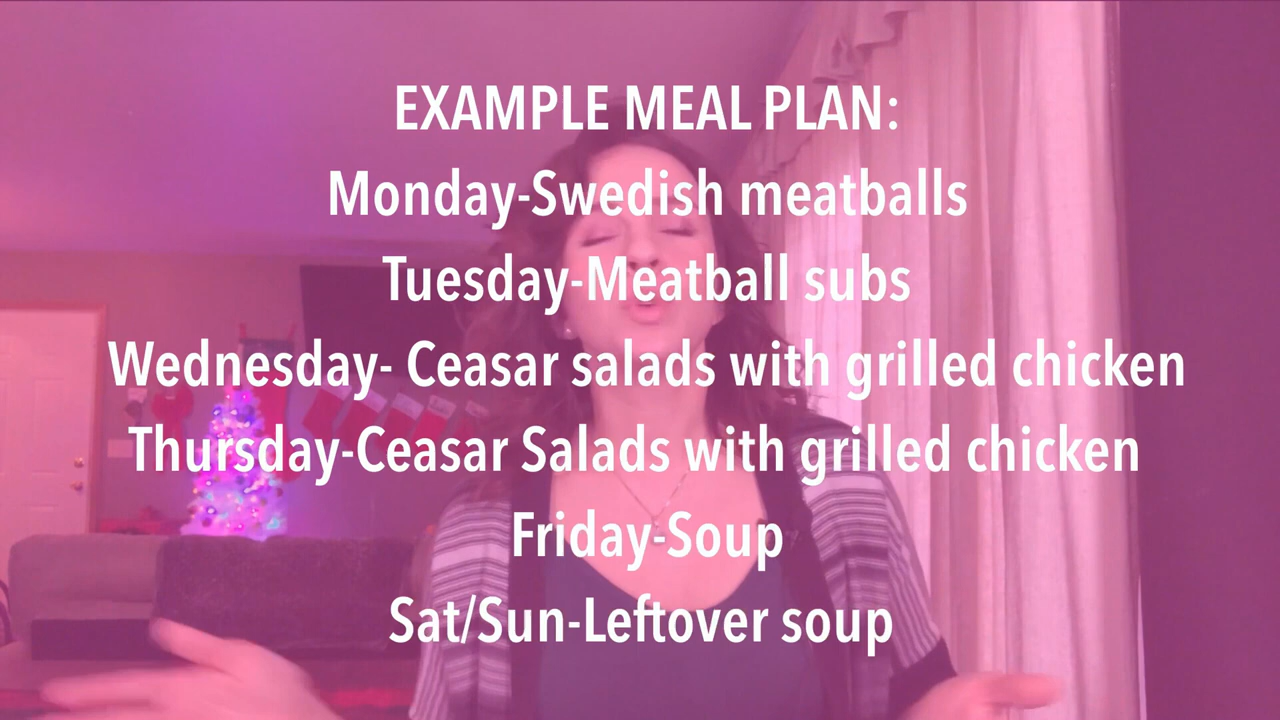 EXAMPLE MEAL PLAN:
Monday-Swedish meatballs
Tuesday-Meatball subs
Wednesday- Ceasar salads with grilled chicken
Thursday-Ceasar Salads with grilled chicken
Friday-Soup
Sat/Sun-Leftover soup